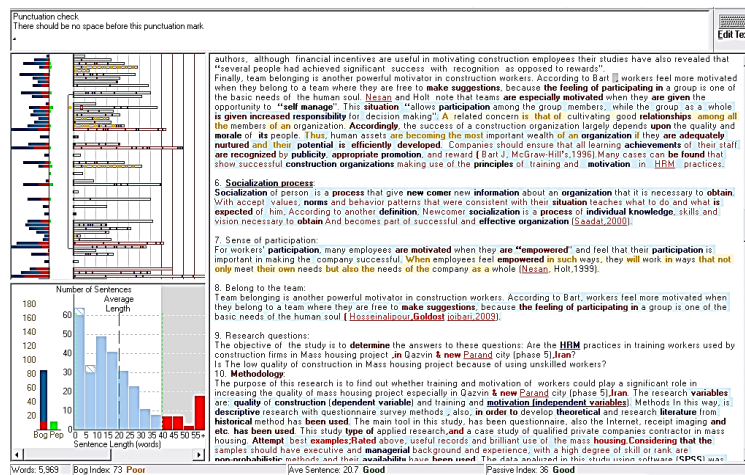 Punctuation check
There should be no space before this punctuation mark
Edit Tex
authors, although financial incentives are useful in motivating construction employees their studies have also revealed that
"several people had achieved significant success with recognition as opposed to rewards".
Finally, team belonging is another powerful motivator in construction workers. According to Bart , workers feel more motivated
when they belong to a team where they are free to make suggestions, because the feeling of participating in a group is one of
the basic needs of the human soul. Nesan and Holt note that teams are especially motivated when they are given the
opportunity to "self manage". This situation "allows participation among the group members, while the group as a whole
is given increased responsibility for decision making". A related concern is that of cultivating good relationships among all
the members of an organization. Accordingly, the success of a construction organization largely depends upon the quality and
morale of its people. Thus, human assets are becoming the most important wealth of an organization if they are adequately
nurtured and their potential is efficiently developed. Companies should ensure that all learning achievements of their staff
are recognized by publicity, appropriate promotion, and reward ( Bart J, McGraw-Hill's,1996).Many cases can be found that
show successful construction organizations making use of the principles of training and motivation in HRM practices.
6. Socialization process:
Socialization of person is a process that give new comer new information about an organization that it is necessary to obtain.
With accept values, norms and behavior patterns that were consistent with their situation teaches what to do and what is
expected of him. According to another definition, Newcomer socialization is a process of individual knowledge, skills and
vision necessary to obtain And becomes part of successful and effective organization (Saadat,2000).
7. Sense of participation:
For workers' participation, many employees are motivated when they are "empowered" and feel that their participation is
important in making the company successful. When employees feel empowered in such ways, they will work in ways that not
only meet their own needs but also the needs of the company as a whole (Nesan, Holt,1999).
8. Belong to the team:
Team belonging is another powerful motivator in construction workers. According to Bart, workers feel more motivated when
they belong to a team where they are free to make suggestions, because the feeling of participating in a group is one of the
basic needs of the human soul ( Hosseinalipour,Goldost joibari,2009).
9. Research questions:
The objective of the study is to determine the answers to these questions: Are the HRM practices in training workers used by
construction firms in Mass housing project ,in Qazvin & new Parand city (phase 5),Iran?
Is The low quality of construction in Mass housing project because of using unskilled workers?
10. Methodology:
The purpose of this research is to find out whether training and motivation of workers could play a significant role in
increasing the quality of mass housing project especially in Qazvin & new Parand city (phase 5),Iran. The research variables
are: quality of construction (dependent variable) and training and motivation (independent variables). Methods In this way, is
descriptive research with questionnaire survey methods , also, in order to develop theoretical and research literature from
historical method has been used. The main tool in this study, has been questionnaire, also the Internet, receipt imaging and
etc. has been used. This study type of applied research,and a case study of qualified private companies contractor in mass
housing. Attempt best examples;Rated above, useful records and brilliant use of the mass housing.Considering that the
samples should have executive and managerial background and experience, with a high degree of skill or rank are
non-probabilistic methods and their availability have been used. The data analyzed in this study using software (SPSS) was
Number of Sentences
Average
Length
180
160
140
120
100
80
60
40
20
0
60
50
40
30
20
10
0
Bog Pep
0 5 10 15 20 25 30 35 40 45 50 55+
Sentence Length (words)
Words: 5,969
Bog Index: 73 Poor
Ave Sentence: 20.7 Good
Passive Index: 36 Good